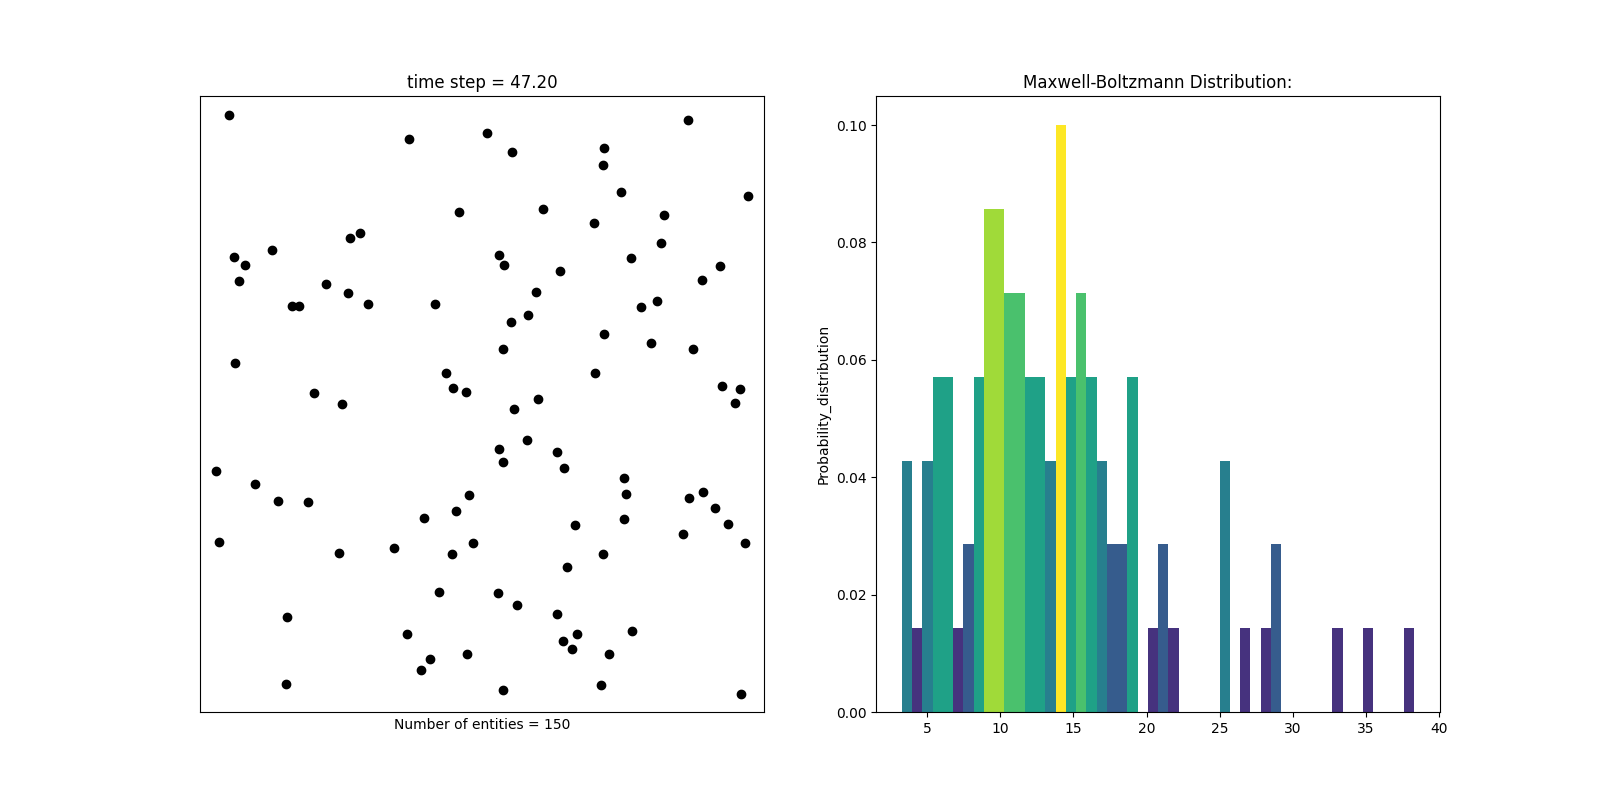 time step = 47.20
Number of entities = 150
Maxwell-Boltzmann Distribution:
Probability_distribution
0.10
0.08
0.06
0.04
0.02
0.00
5 10 15 20 25 30 35 40